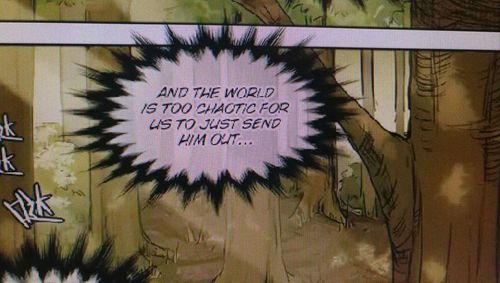 AND THE WORLD
IS TOO CHAOTIC FOR
US TO JUST SEND
HIM OUT...